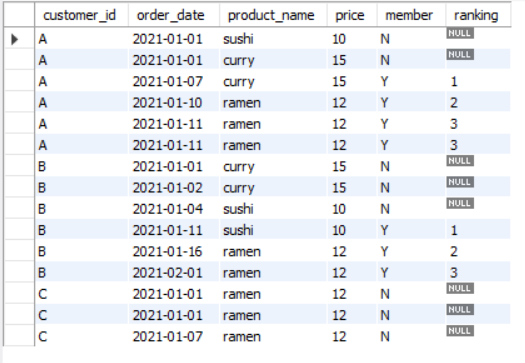 customer_id order_date product_name price member ranking
A 2021-01-01 sushi 10 N NULL
A 2021-01-01 curry 15 N NULL
A 2021-01-07 curry 15 Y 1
A 2021-01-10 ramen 12 Y 2
A 2021-01-11 ramen 12 Y 3
A 2021-01-11 ramen 12 Y 3
B 2021-01-01 curry 15 N NULL
B 2021-01-02 curry 15 N NULL
B 2021-01-04 sushi 10 N NULL
B 2021-01-11 sushi 10 Y 1
B 2021-01-16 ramen 12 Y 2
B 2021-02-01 ramen 12 Y 3
C 2021-01-01 ramen 12 N NULL
C 2021-01-01 ramen 12 N NULL
C 2021-01-07 ramen 12 N NULL